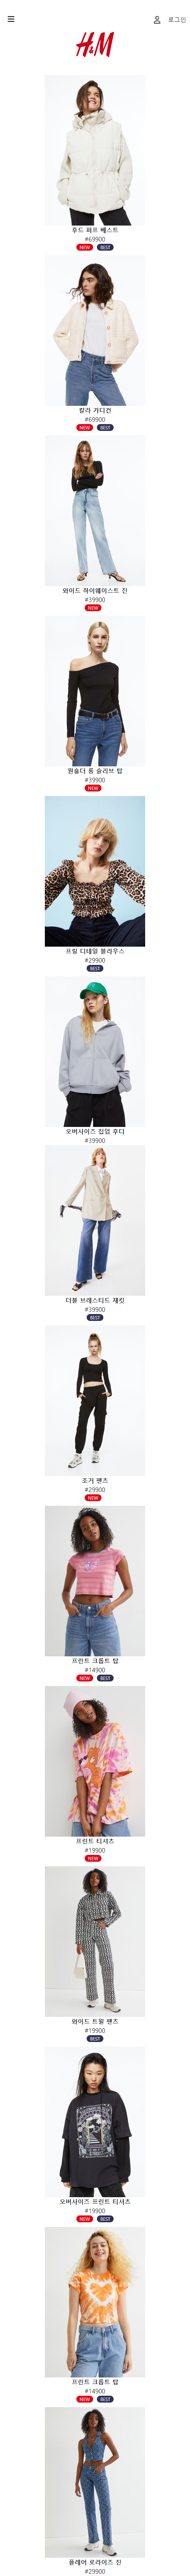 로그인
H&M
후드 퍼프 베스트
#69900
NEW BEST
칼라 가디건
#69900
NEW BEST
와이드 하이웨이스트 진
#39900
NEW
원숄더 롱 슬리브 탑
#39900
NEW
프릴 디테일 블라우스
#29900
BEST
오버사이즈 집업 후디
#39900
더블 브레스티드 재킷
#39900
BEST
조거 팬츠
#29900
NEW
프린트 크롭트 탑
#14900
NEW BEST
프린트 티셔츠
#19900
NEW
와이드 트윌 팬츠
#19900
BEST
오버사이즈 프린트 티셔츠
#19900
NEW BEST
프린트 크롭트 탑
#14900
NEW BEST
플레어 로라이즈 진
#29900